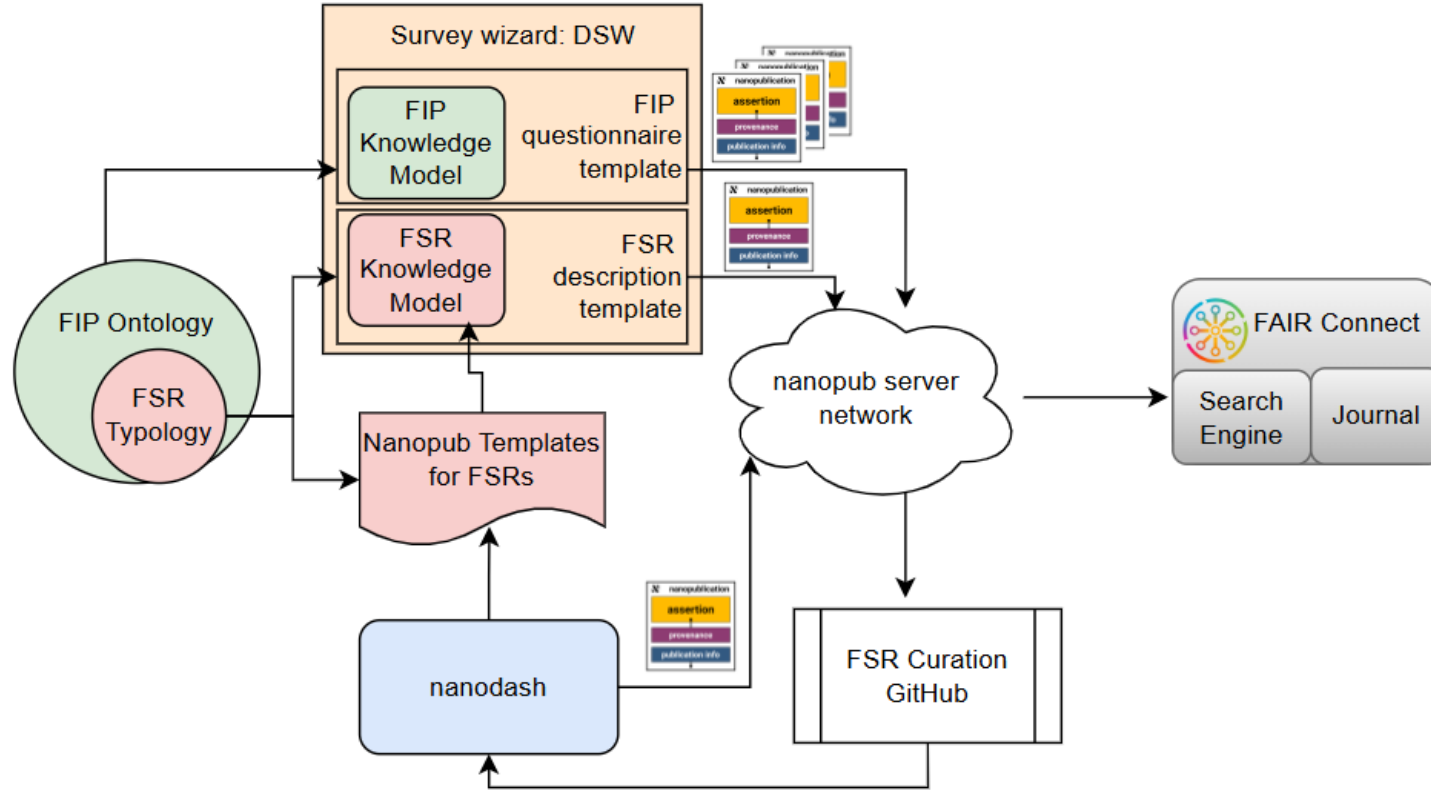 Survey wizard: DSW
FIP
Knowledge
Model
FIP
questionnaire
template
nanopublication
nanopublication
nanopublication
assertion
provenance
publication info
FSR
Knowledge
Model
FSR
description
template
nanopublication
assertion
provenance
publication info
FIP Ontology
FSR
Typology
nanopub server
network
FAIR Connect
Search
Engine
Journal
Nanopub Templates
for FSRs
nanopublication
assertion
provenance
publication info
nanodash
FSR Curation
GitHub